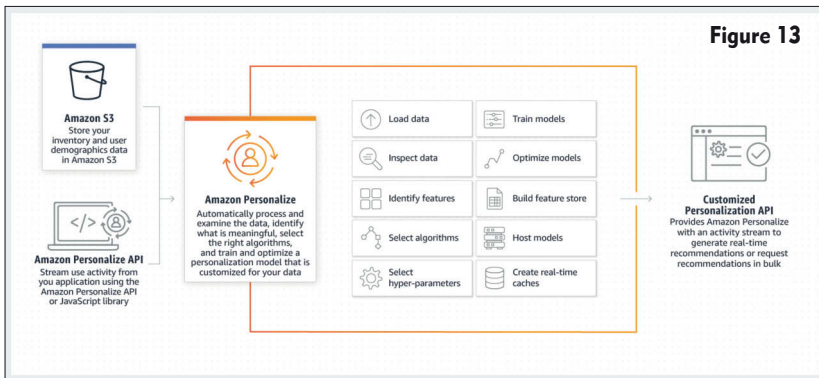 Figure 13
Amazon S3
Store your
inventory and user
demographics data
in Amazon S3
Amazon Personalize API
Stream use activity from
you application using the
Amazon Personalize API
or JavaScript library
Amazon Personalize
Automatically process and
examine the data, identify
what is meaningful, select
the right algorithms,
and train and optimize a
personalization model that is
customized for your data
Load data
Train models
Inspect data
Optimize models
Identify features
Build feature store
Select algorithms
Host models
Select
hyper-parameters
Create real-time
caches
Customized
Personalization API
Provides Amazon Personalize
with an activity stream to
generate real-time
recommendations or request
recommendations in bulk